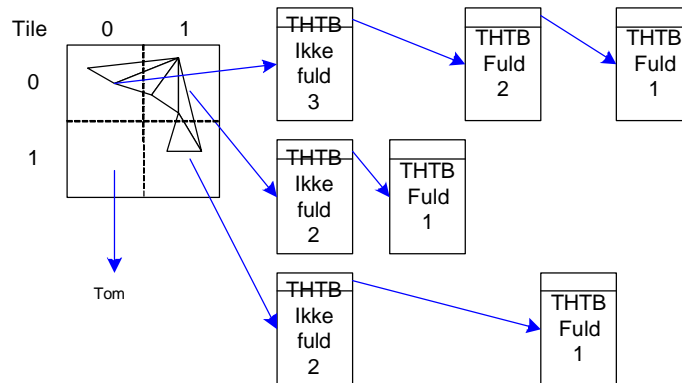 Tile 0 1
0
1
Tom
THTB
Ikke
fuld
3
THTB
Fuld
2
THTB
Fuld
1
THTB
Ikke
fuld
2
THTB
Fuld
1
THTB
Ikke
fuld
2
THTB
Fuld
1